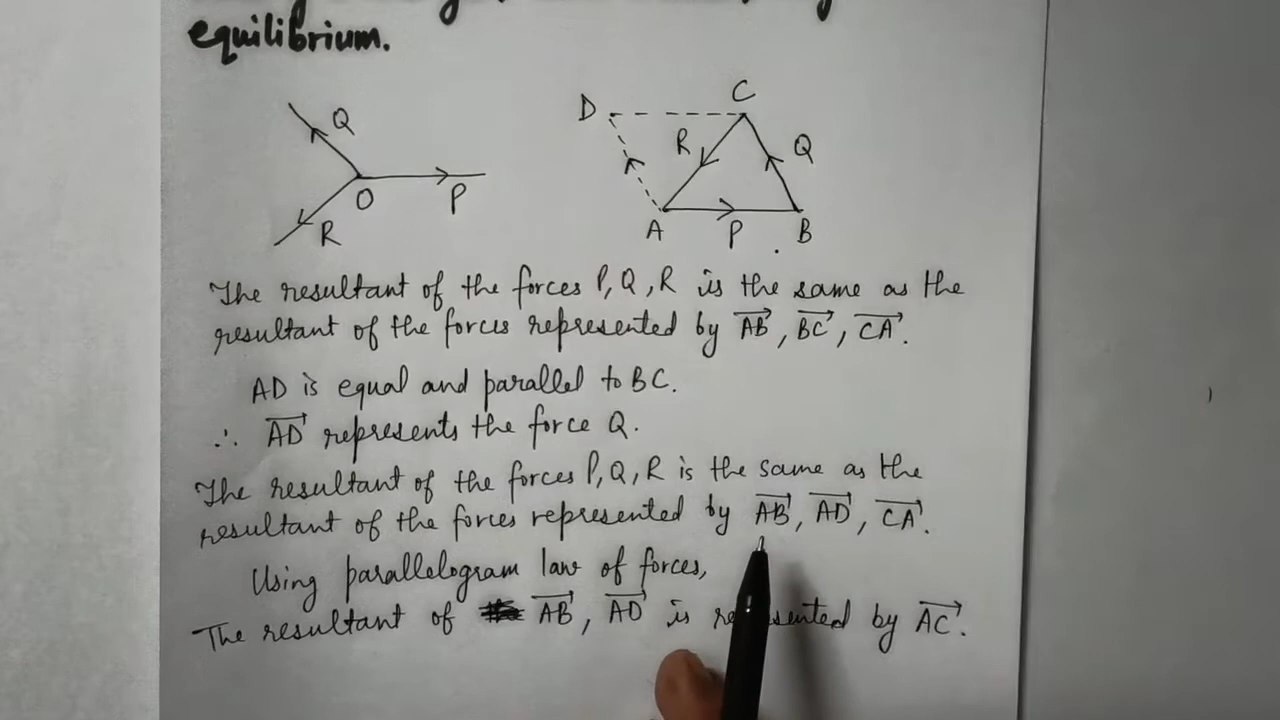 equilibrium.
Q
O
P
R
D
C
R
Q
A
P
B
The resultant of the forces P, Q, R is the same as the
resultant of the forces represented by AB→, BC→, CA→.
AD is equal and parallel to BC.
∴ AD→ represents the force Q.
The resultant of the forces P, Q, R is the same as the
resultant of the forces represented by AB→, AD→, CA→.
Using parallelogram law of forces,
The resultant of AB→, AD→ is represented by AC→.